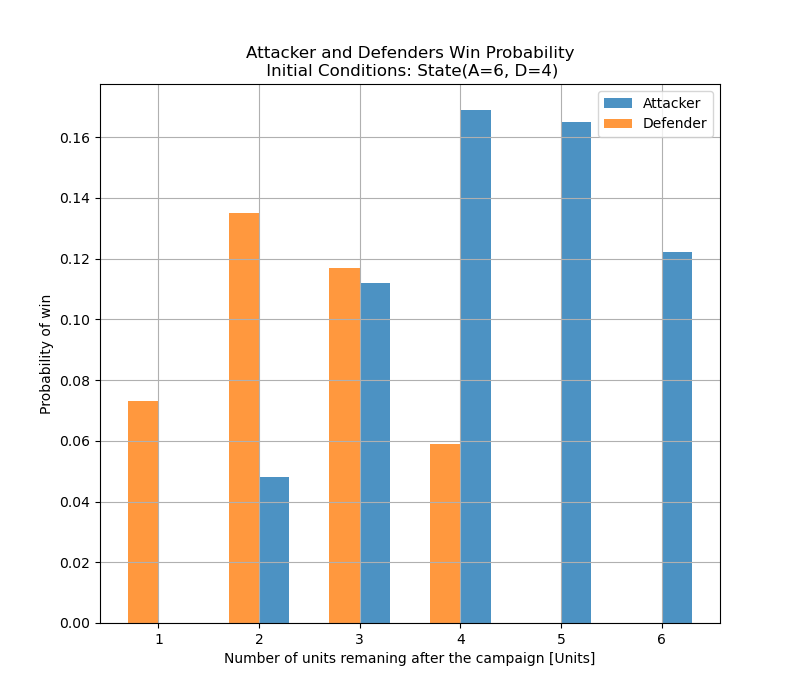 Attacker and Defenders Win Probability
Initial Conditions: State(A=6, D=4)
Attacker
Defender
0.16
0.14
0.12
0.10
0.08
0.06
0.04
0.02
0.00
Probability of win
1 2 3 4 5 6
Number of units remaning after the campaign [Units]